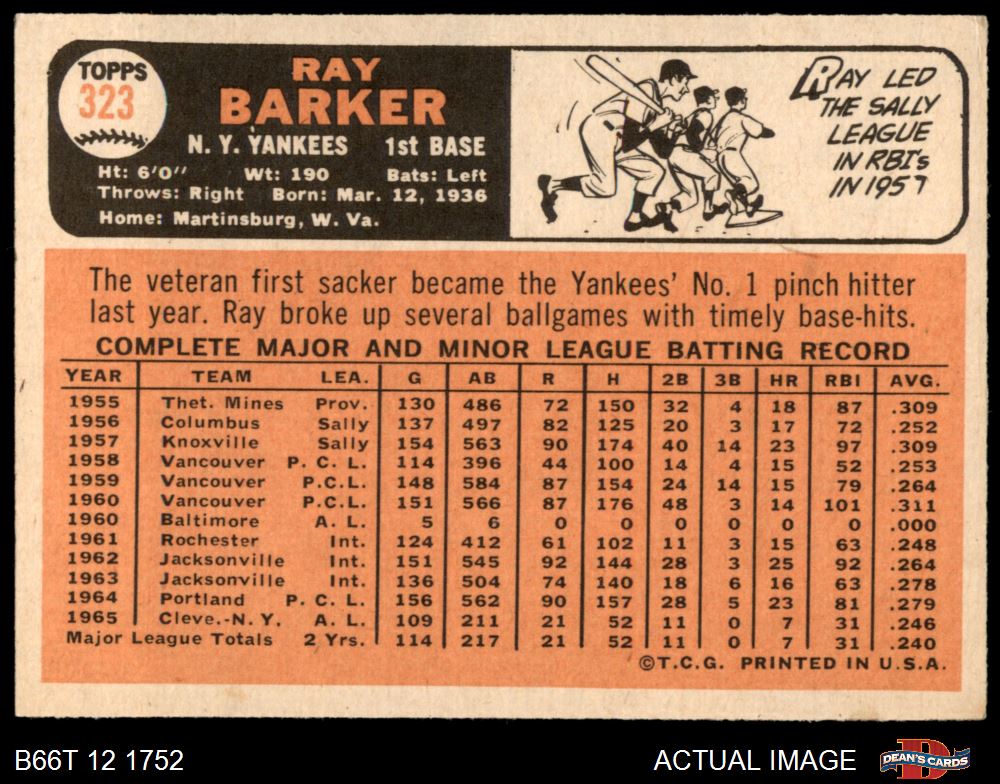 TOPPS
323
RAY
BARKER
N. Y. YANKEES 1st BASE
Ht: 6'0" Wt: 190 Bats: Left
Throws: Right Born: Mar. 12, 1936
Home: Martinsburg, W. Va.
RAY LED
THE SALLY
LEAGUE
IN RBI's
IN 1957
The veteran first sacker became the Yankees' No. 1 pinch hitter
last year. Ray broke up several ballgames with timely base-hits.
COMPLETE MAJOR AND MINOR LEAGUE BATTING RECORD
YEAR TEAM LEA. G AB R H 2B 3B HR RBI AVG.
1955 Thet. Mines Prov. 130 486 72 150 32 4 18 87 .309
1956 Columbus Sally 137 497 82 125 20 3 17 72 .252
1957 Knoxville Sally 154 563 90 174 40 14 23 97 .309
1958 Vancouver P. C. L. 114 396 44 100 14 4 15 52 .253
1959 Vancouver P.C.L. 148 584 87 154 24 14 15 79 .264
1960 Vancouver P.C.L. 151 566 87 176 48 3 14 101 .311
1960 Baltimore A. L. 5 6 0 0 0 0 0 0 .000
1961 Rochester Int. 124 412 61 102 11 3 15 63 .248
1962 Jacksonville Int. 151 545 92 144 28 3 25 92 .264
1963 Jacksonville Int. 136 504 74 140 18 6 16 63 .278
1964 Portland P. C. L. 156 562 90 157 28 5 23 81 .279
1965 Cleve.-N. Y. A. L. 109 211 21 52 11 0 7 31 .246
Major League Totals 2 Yrs. 114 217 21 52 11 0 7 31 .240
©T.C.G. PRINTED IN U.S.A.
B66T 12 1752 ACTUAL IMAGE
D
DEAN'S CARDS